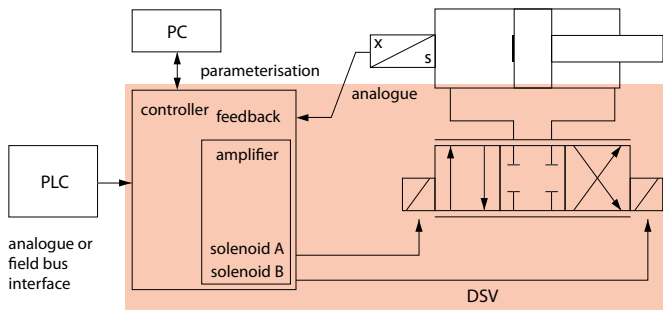 PC
parameterisation
x
s
analogue
controller
feedback
amplifier
PLC
analogue or
field bus
interface
solenoid A
solenoid B
DSV